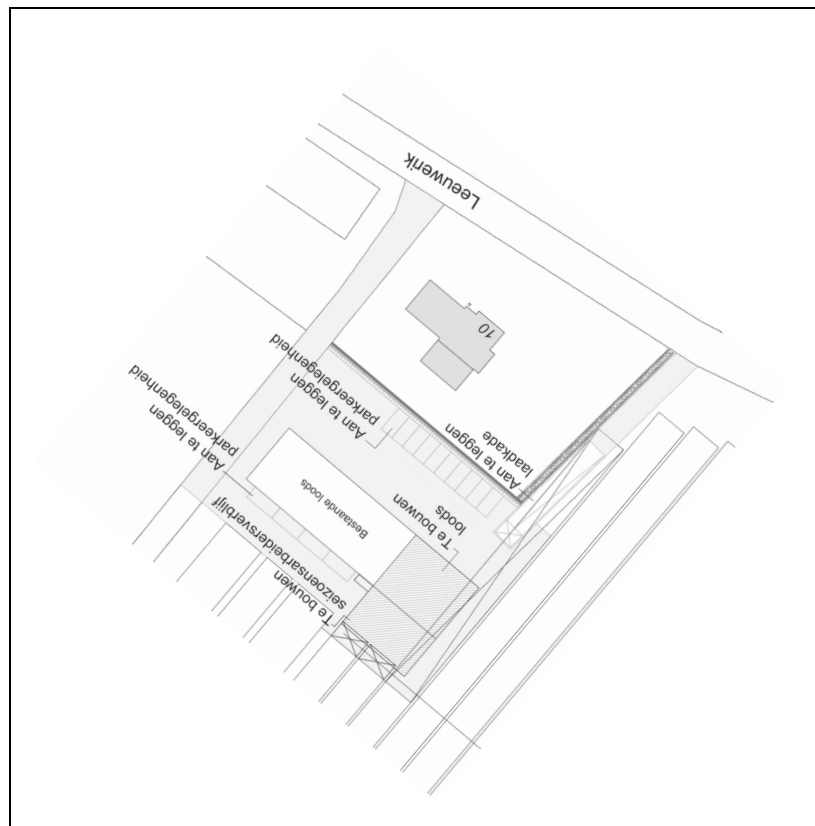 Leeuwerik
10
Aan te leggen
parkeergelegenheid
Aan te leggen
parkeergelegenheid
Aan te leggen
laadkade
Te bouwen
loods
Bestaande loods
Te bouwen
seizoensarbeidersverblijf